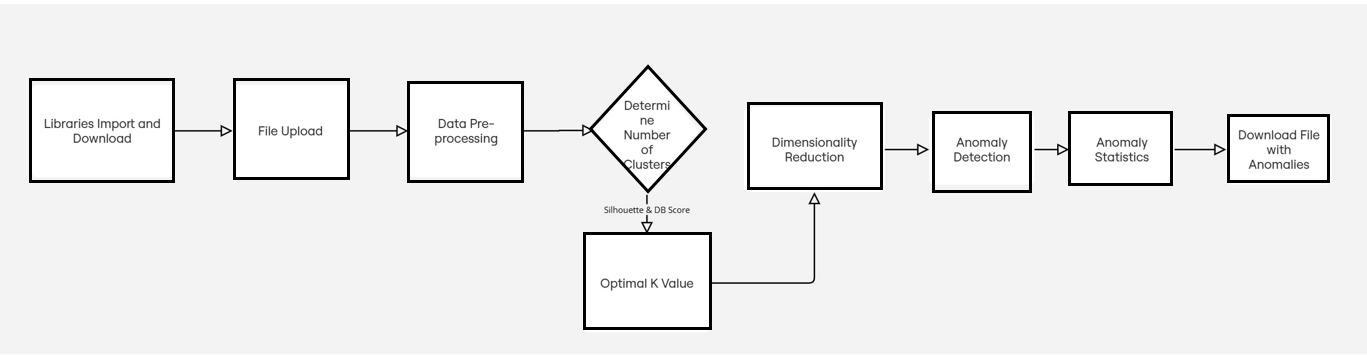 Libraries Import and
Download
File Upload
Data Pre-
processing
Determi
ne
Number
of
Clusters
Silhouette & DB Score
Optimal K Value
Dimensionality
Reduction
Anomaly
Detection
Anomaly
Statistics
Download File
with
Anomalies